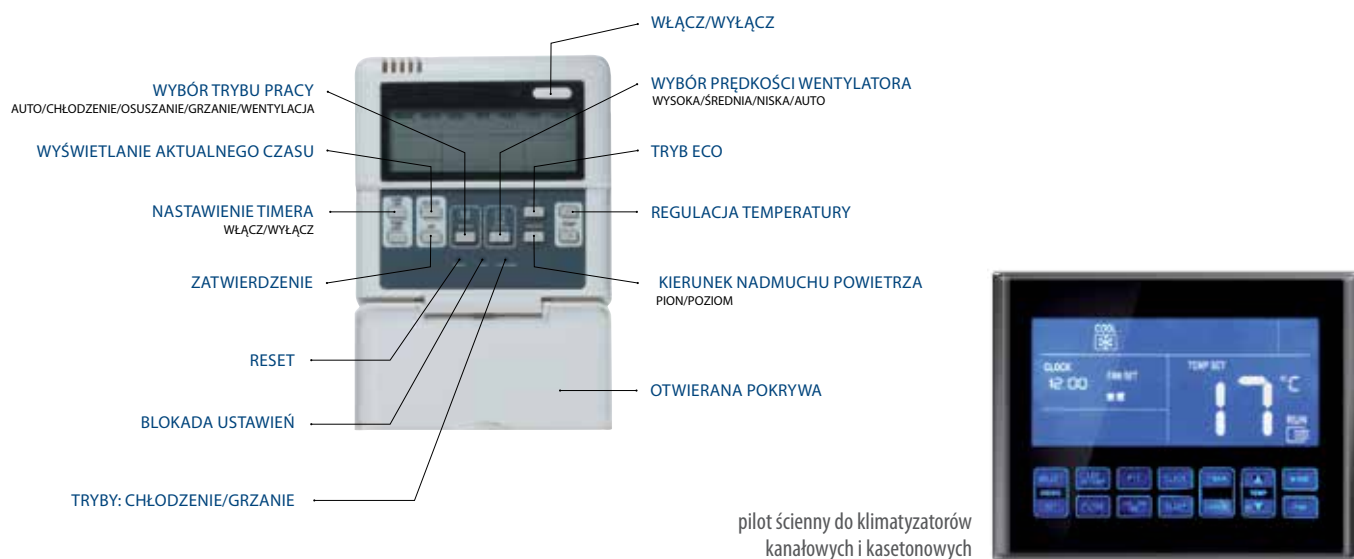 WŁĄCZ/WYŁĄCZ
WYBÓR TRYBU PRACY
AUTO/CHŁODZENIE/OSUSZANIE/GRZANIE/WENTYLACJA
WYBÓR PRĘDKOŚCI WENTYLATORA
WYSOKA/ŚREDNIA/NISKA/AUTO
WYŚWIETLANIE AKTUALNEGO CZASU
TRYB ECO
NASTAWIENIE TIMERA
WŁĄCZ/WYŁĄCZ
REGULACJA TEMPERATURY
ZATWIERDZENIE
KIERUNEK NADMUCHU POWIETRZA
PION/POZIOM
RESET
OTWIERANA POKRYWA
BLOKADA USTAWIEŃ
TRYBY: CHŁODZENIE/GRZANIE
COOL
CLOCK
12:00
FAN SET
TEMP SET
17 °C
RUN
TEMP
pilot ścienny do klimatyzatorów
kanałowych i kasetonowych